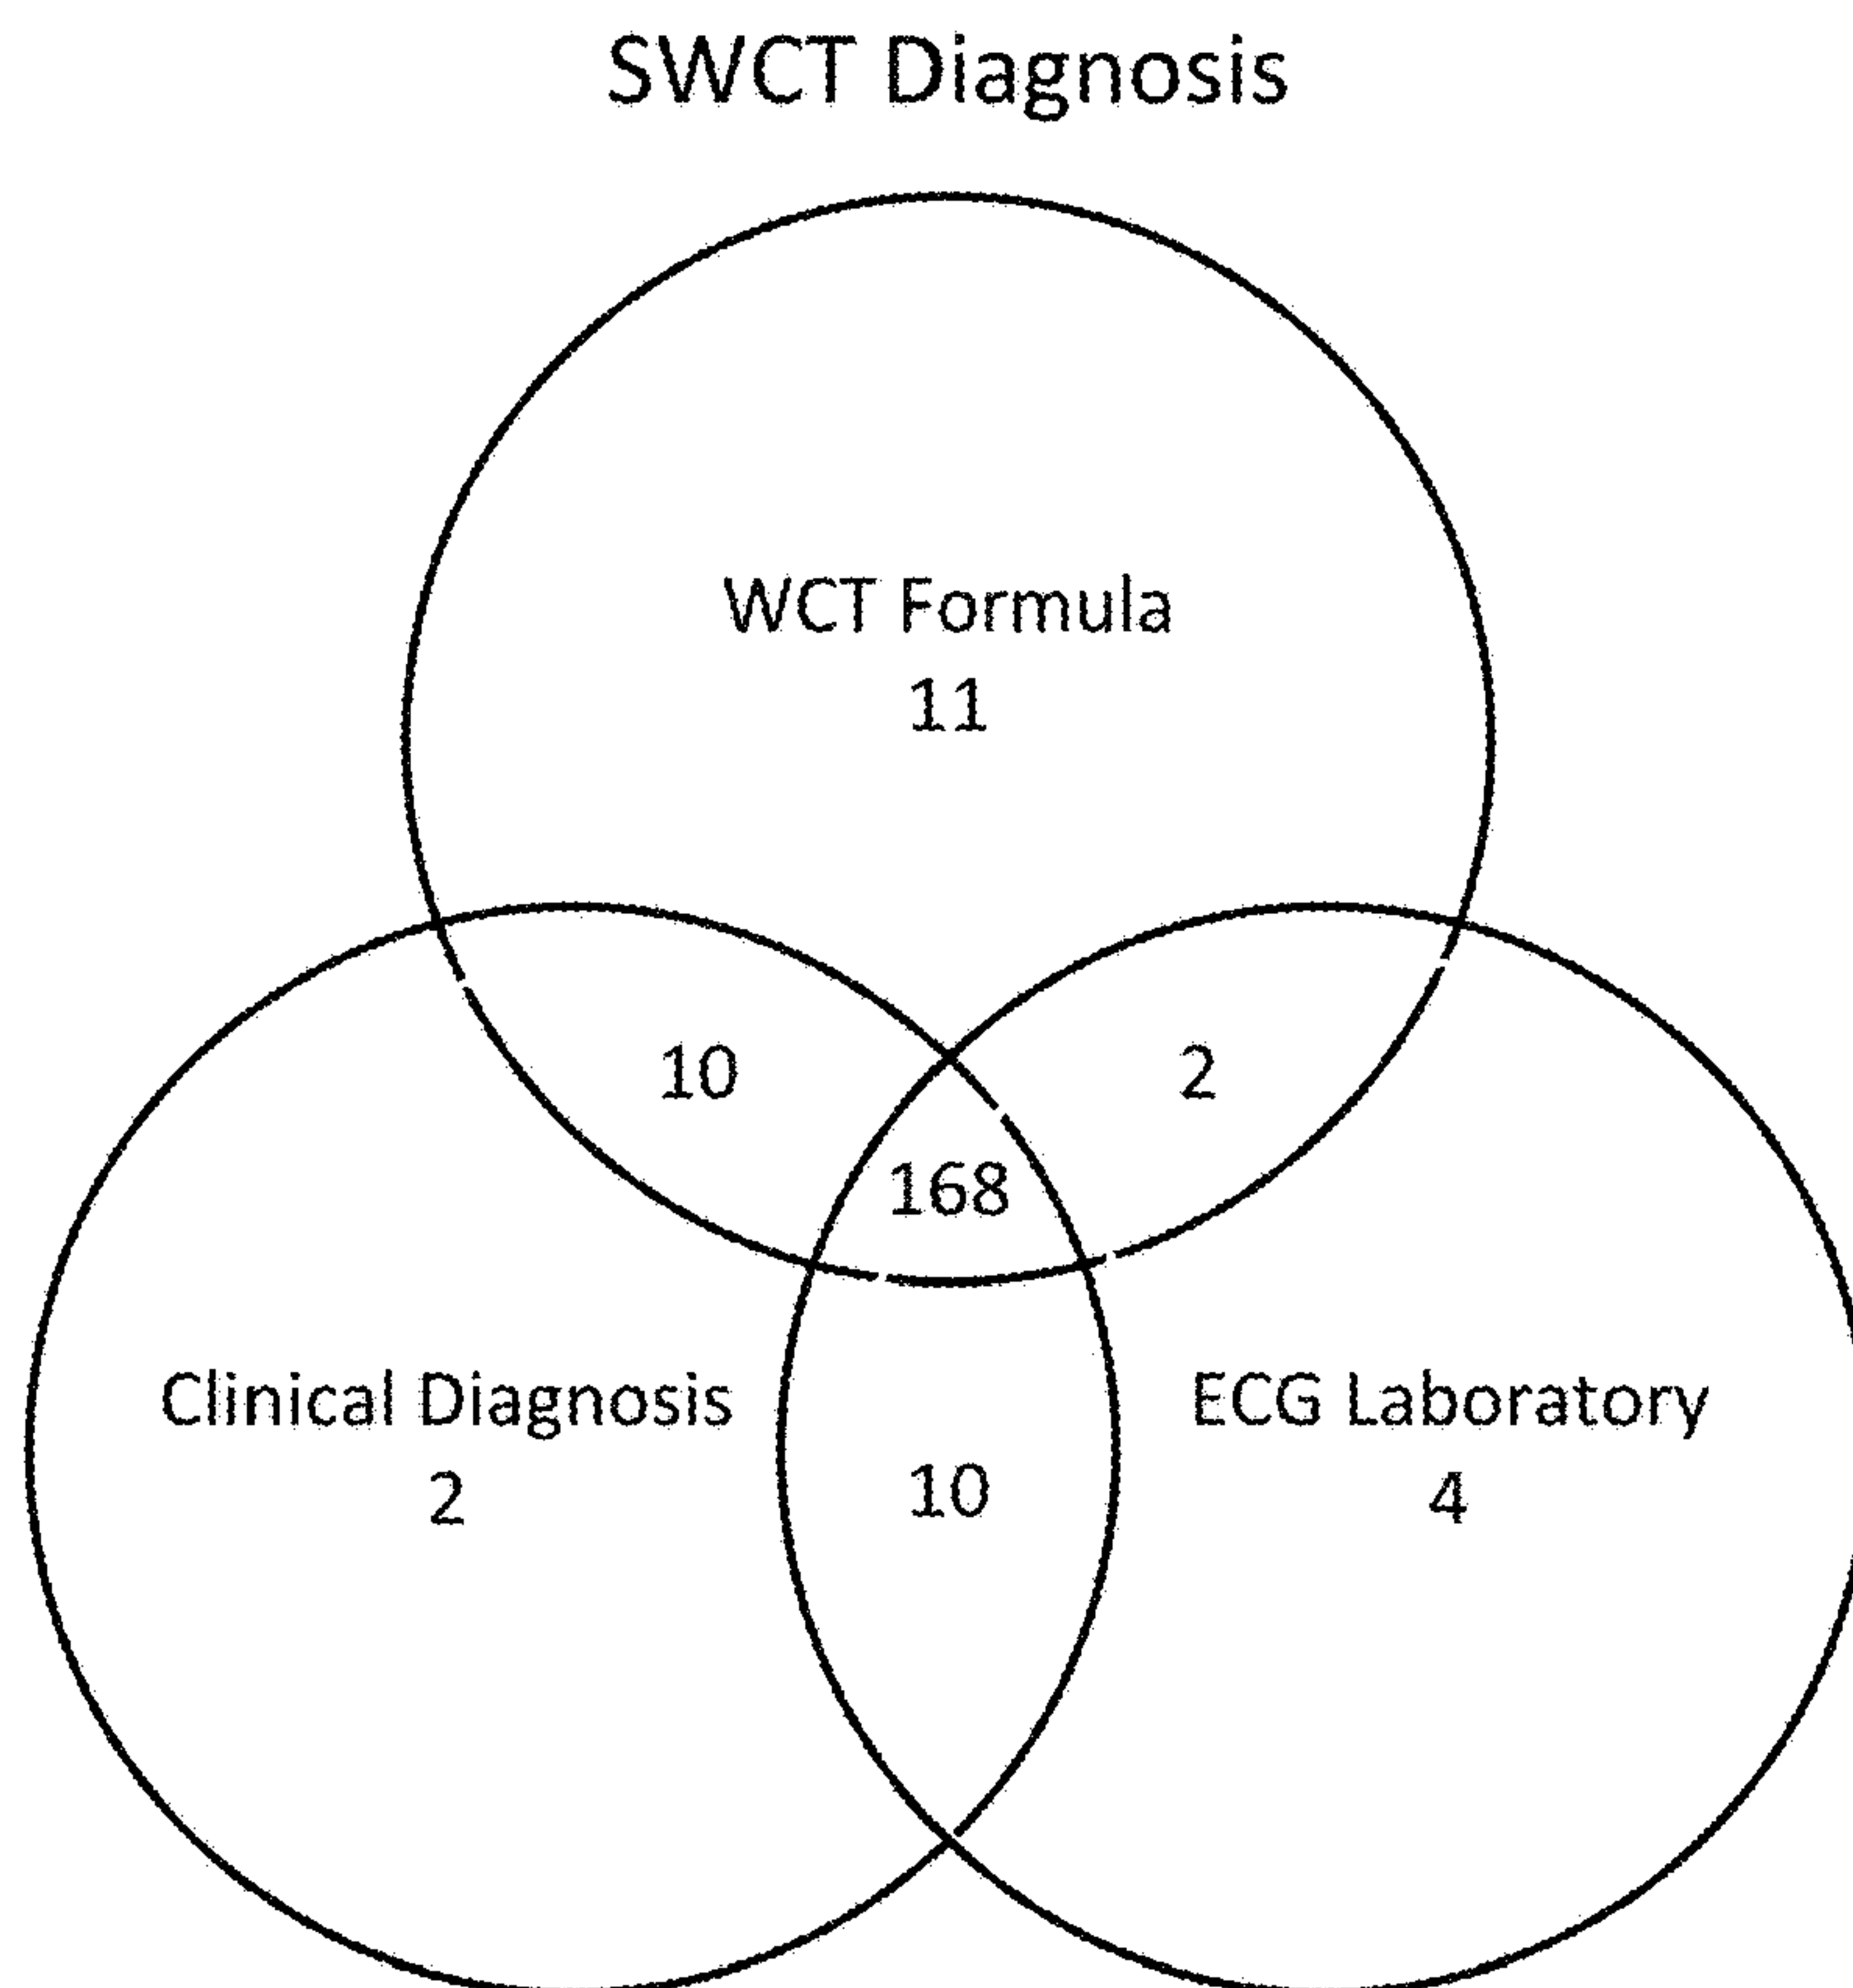 SWCT Diagnosis
WCT Formula
11
10
2
168
Clinical Diagnosis
2
10
ECG Laboratory
4